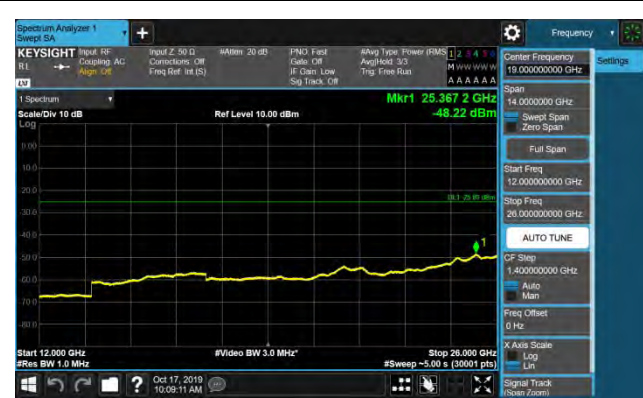 Spectrum Analyzer 1
Swept SA
Frequency
KEYSIGHT Input: RF
Coupling: AC
Align: Off
Input Z: 50 Ω
Corrections: Off
Freq Ref: Int (S)
#Atten: 20 dB
PNO: Fast
Gate: Off
IF Gain: Low
Sig Track: Off
#Avg Type: Power (RMS
Avg|Hold: 3/3
Trig: Free Run
1 2 3 4 5 6
M W W W W W
A A A A A A
R L
LXI
1 Spectrum
Scale/Div 10 dB
Log
Ref Level 10.00 dBm
Mkr1 25.367 2 GHz
-48.22 dBm
0.00
-10.0
-20.0
-30.0
-40.0
-50.0
-60.0
-70.0
-80.0
1
Start 12.000 GHz
#Res BW 1.0 MHz
#Video BW 3.0 MHz*
Stop 26.000 GHz
#Sweep ~5.00 s (30001 pts)
Oct 17, 2019
10:09:11 AM
?
Center Frequency
19.000000000 GHz
Settings
Span
14.0000000 GHz
Swept Span
Zero Span
Full Span
Start Freq
12.000000000 GHz
Stop Freq
26.000000000 GHz
AUTO TUNE
CF Step
1.400000000 GHz
Auto
Man
Freq Offset
0 Hz
X Axis Scale
Log
Lin
Signal Track
(Span Zoom)